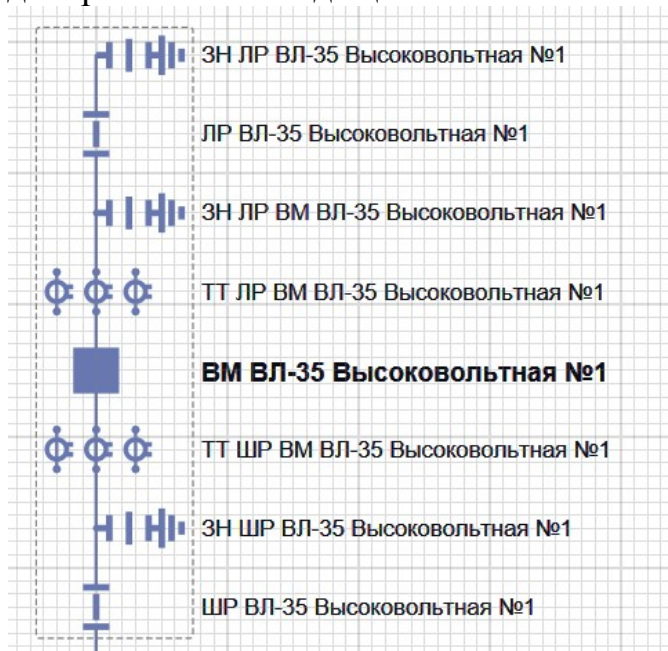 ЗН ЛР ВЛ-35 Высоковольтная №1
ЛР ВЛ-35 Высоковольтная №1
ЗН ЛР ВМ ВЛ-35 Высоковольтная №1
ТТ ЛР ВМ ВЛ-35 Высоковольтная №1
ВМ ВЛ-35 Высоковольтная №1
ТТ ШР ВМ ВЛ-35 Высоковольтная №1
ЗН ШР ВЛ-35 Высоковольтная №1
ШР ВЛ-35 Высоковольтная №1